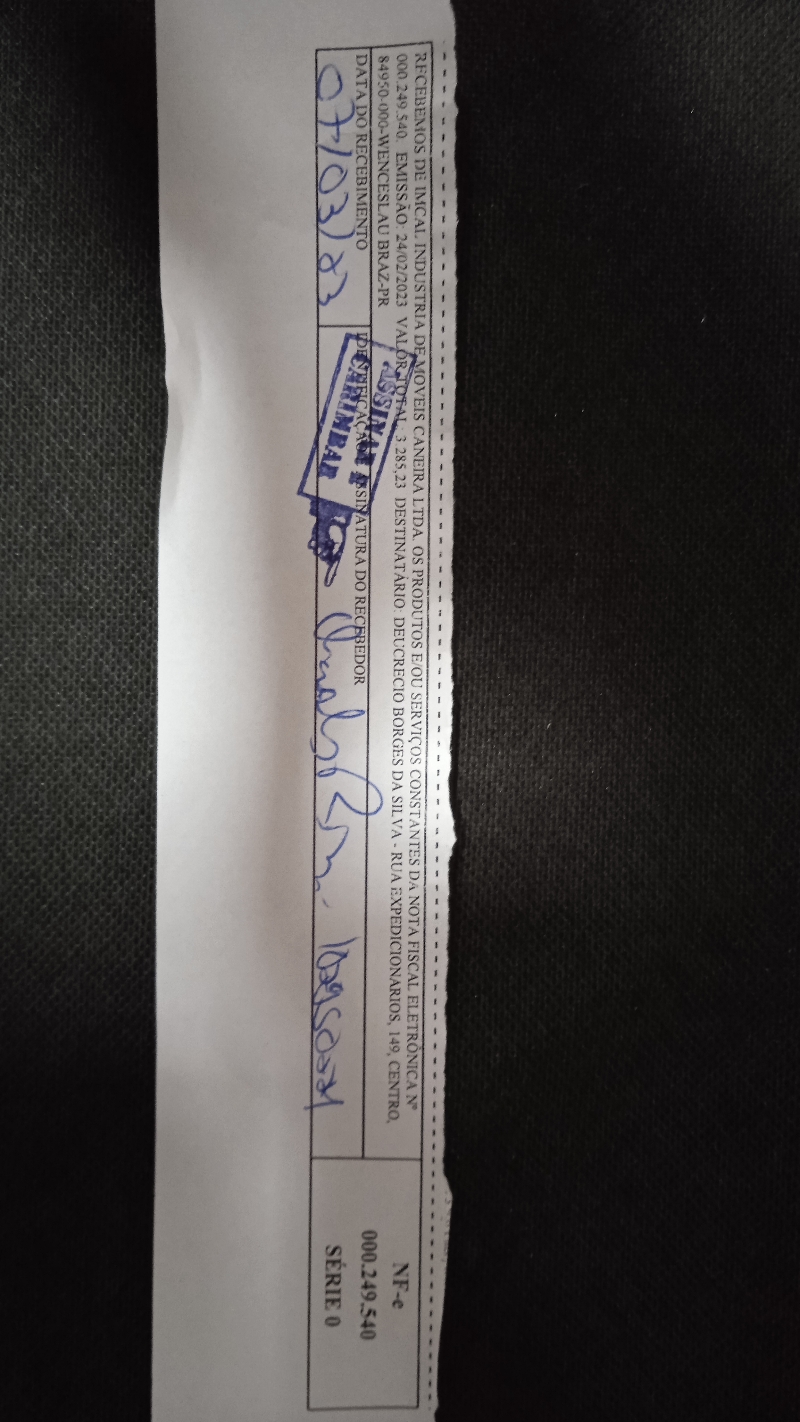 RECEBEMOS DE IMCAL INDUSTRIA DE MOVEIS CANEIRA LTDA. OS PRODUTOS E/OU SERVIÇOS CONSTANTES DA NOTA FISCAL ELETRÔNICA Nº
000.249.540. EMISSÃO: 24/02/2023 VALOR TOTAL: 3 285,23 DESTINATÁRIO: DEUCRECIO BORGES DA SILVA - RUA EXPEDICIONARIOS, 149, CENTRO,
84950-000-WENCESLAU BRAZ-PR
DATA DO RECEBIMENTO
07/03/23
IDENTIFICAÇÃO ASSINATURA DO RECEBEDOR
ASSINAR E
CARIMBAR
NF-e
000.249.540
SÉRIE 0